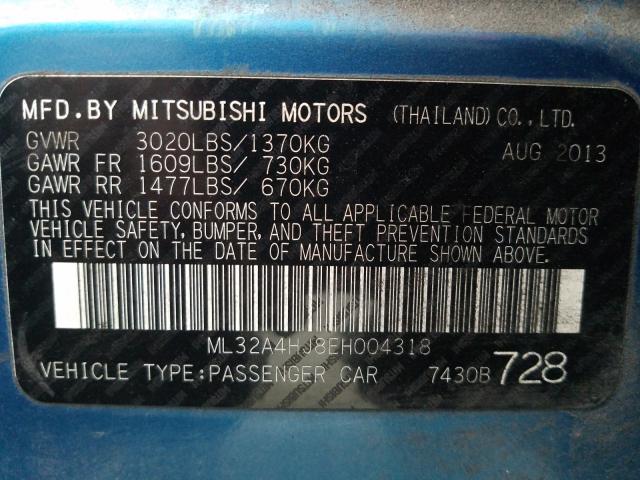 MFD.BY MITSUBISHI MOTORS (THAILAND) CO.,LTD.
GVWR 3020LBS/1370KG AUG 2013
GAWR FR 1609LBS/ 730KG
GAWR RR 1477LBS/ 670KG
THIS VEHICLE CONFORMS TO ALL APPLICABLE FEDERAL MOTOR
VEHICLE SAFETY, BUMPER, AND THEFT PREVENTION STANDARDS
IN EFFECT ON THE DATE OF MANUFACTURE SHOWN ABOVE.
ML32A4HJ8EH004318
VEHICLE TYPE:PASSENGER CAR 7430B 728